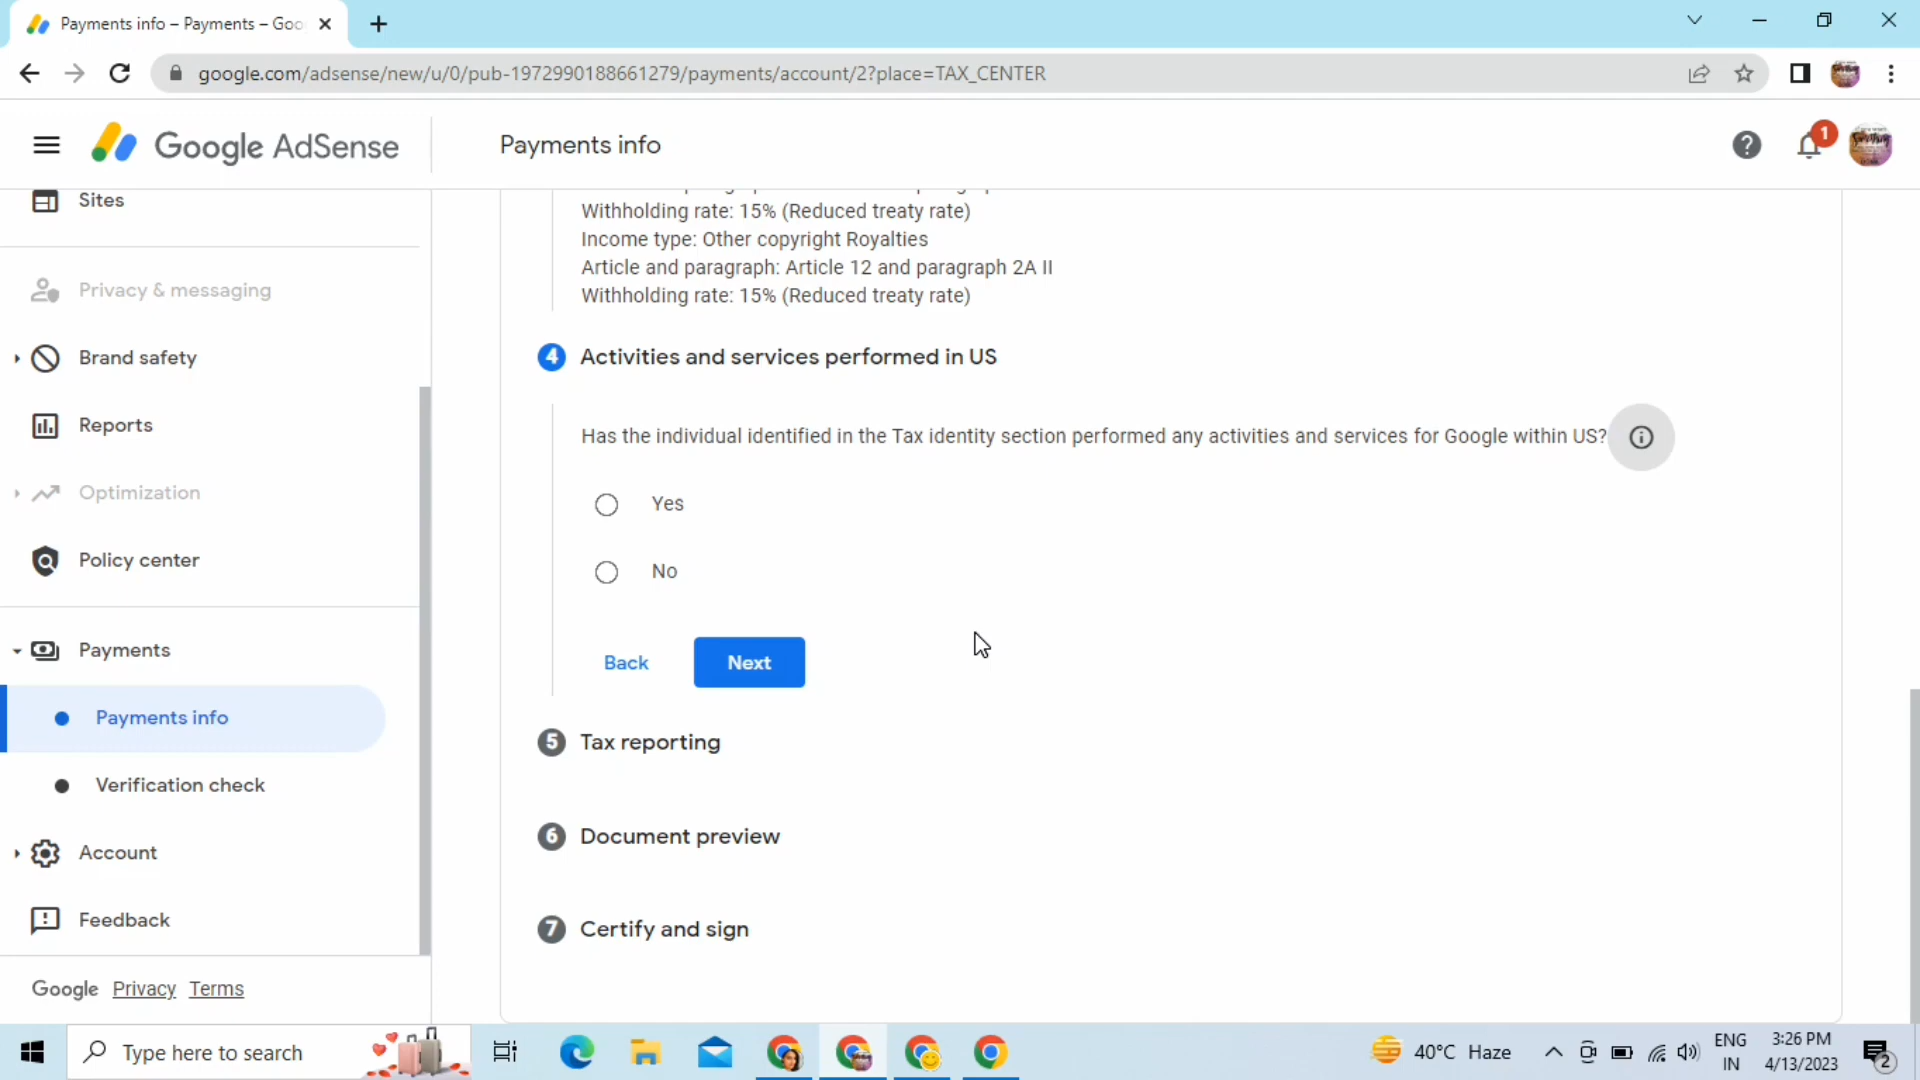 Payments info – Payments – Goo
google.com/adsense/new/u/0/pub-1972990188661279/payments/account/2?place=TAX_CENTER
Google AdSense
Payments info
1
Sites
Privacy & messaging
Brand safety
Reports
Optimization
Policy center
Payments
Payments info
Verification check
Account
Feedback
Google Privacy Terms
Withholding rate: 15% (Reduced treaty rate)
Income type: Other copyright Royalties
Article and paragraph: Article 12 and paragraph 2A II
Withholding rate: 15% (Reduced treaty rate)
4 Activities and services performed in US
Has the individual identified in the Tax identity section performed any activities and services for Google within US?
Yes
No
Back Next
5 Tax reporting
6 Document preview
7 Certify and sign
Type here to search
40°C Haze
ENG
IN
3:26 PM
4/13/2023
2